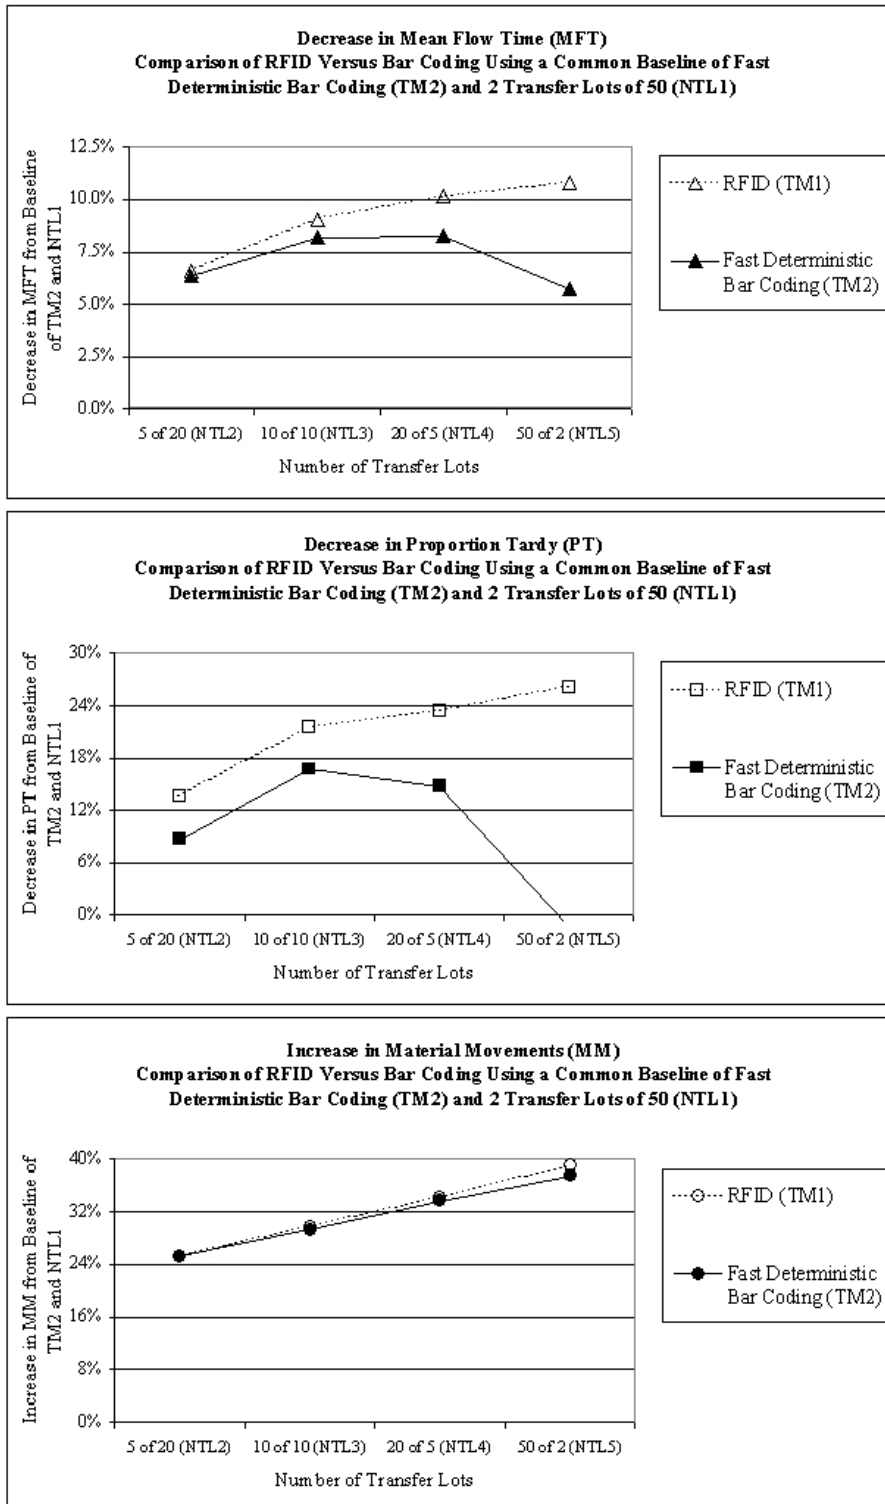 Decrease in Mean Flow Time (MFT)
Comparison of RFID Versus Bar Coding Using a Common Baseline of Fast
Deterministic Bar Coding (TM2) and 2 Transfer Lots of 50 (NTL1)
Decrease in MFT from Baseline
of TM2 and NTL1
12.5%
10.0%
7.5%
5.0%
2.5%
0.0%
5 of 20 (NTL2)
10 of 10 (NTL3)
20 of 5 (NTL4)
50 of 2 (NTL5)
Number of Transfer Lots
RFID (TM1)
Fast Deterministic
Bar Coding (TM2)
Decrease in Proportion Tardy (PT)
Comparison of RFID Versus Bar Coding Using a Common Baseline of Fast
Deterministic Bar Coding (TM2) and 2 Transfer Lots of 50 (NTL1)
Decrease in PT from Baseline of
TM2 and NTL1
30%
24%
18%
12%
6%
0%
5 of 20 (NTL2)
10 of 10 (NTL3)
20 of 5 (NTL4)
50 of 2 (NTL5)
Number of Transfer Lots
RFID (TM1)
Fast Deterministic
Bar Coding (TM2)
Increase in Material Movements (MM)
Comparison of RFID Versus Bar Coding Using a Common Baseline of Fast
Deterministic Bar Coding (TM2) and 2 Transfer Lots of 50 (NTL1)
Increase in MM from Baseline of
TM2 and NTL1
40%
32%
24%
16%
8%
0%
5 of 20 (NTL2)
10 of 10 (NTL3)
20 of 5 (NTL4)
50 of 2 (NTL5)
Number of Transfer Lots
RFID (TM1)
Fast Deterministic
Bar Coding (TM2)